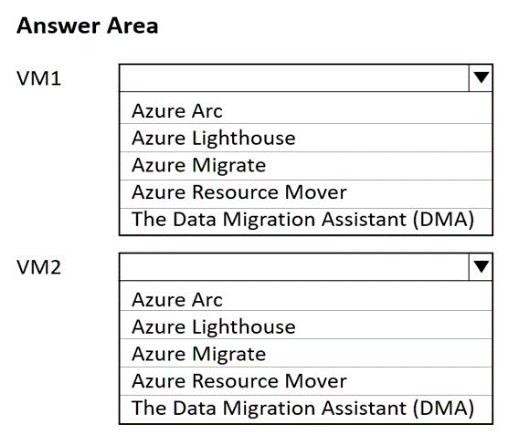 Answer Area
VM1
Azure Arc
Azure Lighthouse
Azure Migrate
Azure Resource Mover
The Data Migration Assistant (DMA)
VM2
Azure Arc
Azure Lighthouse
Azure Migrate
Azure Resource Mover
The Data Migration Assistant (DMA)